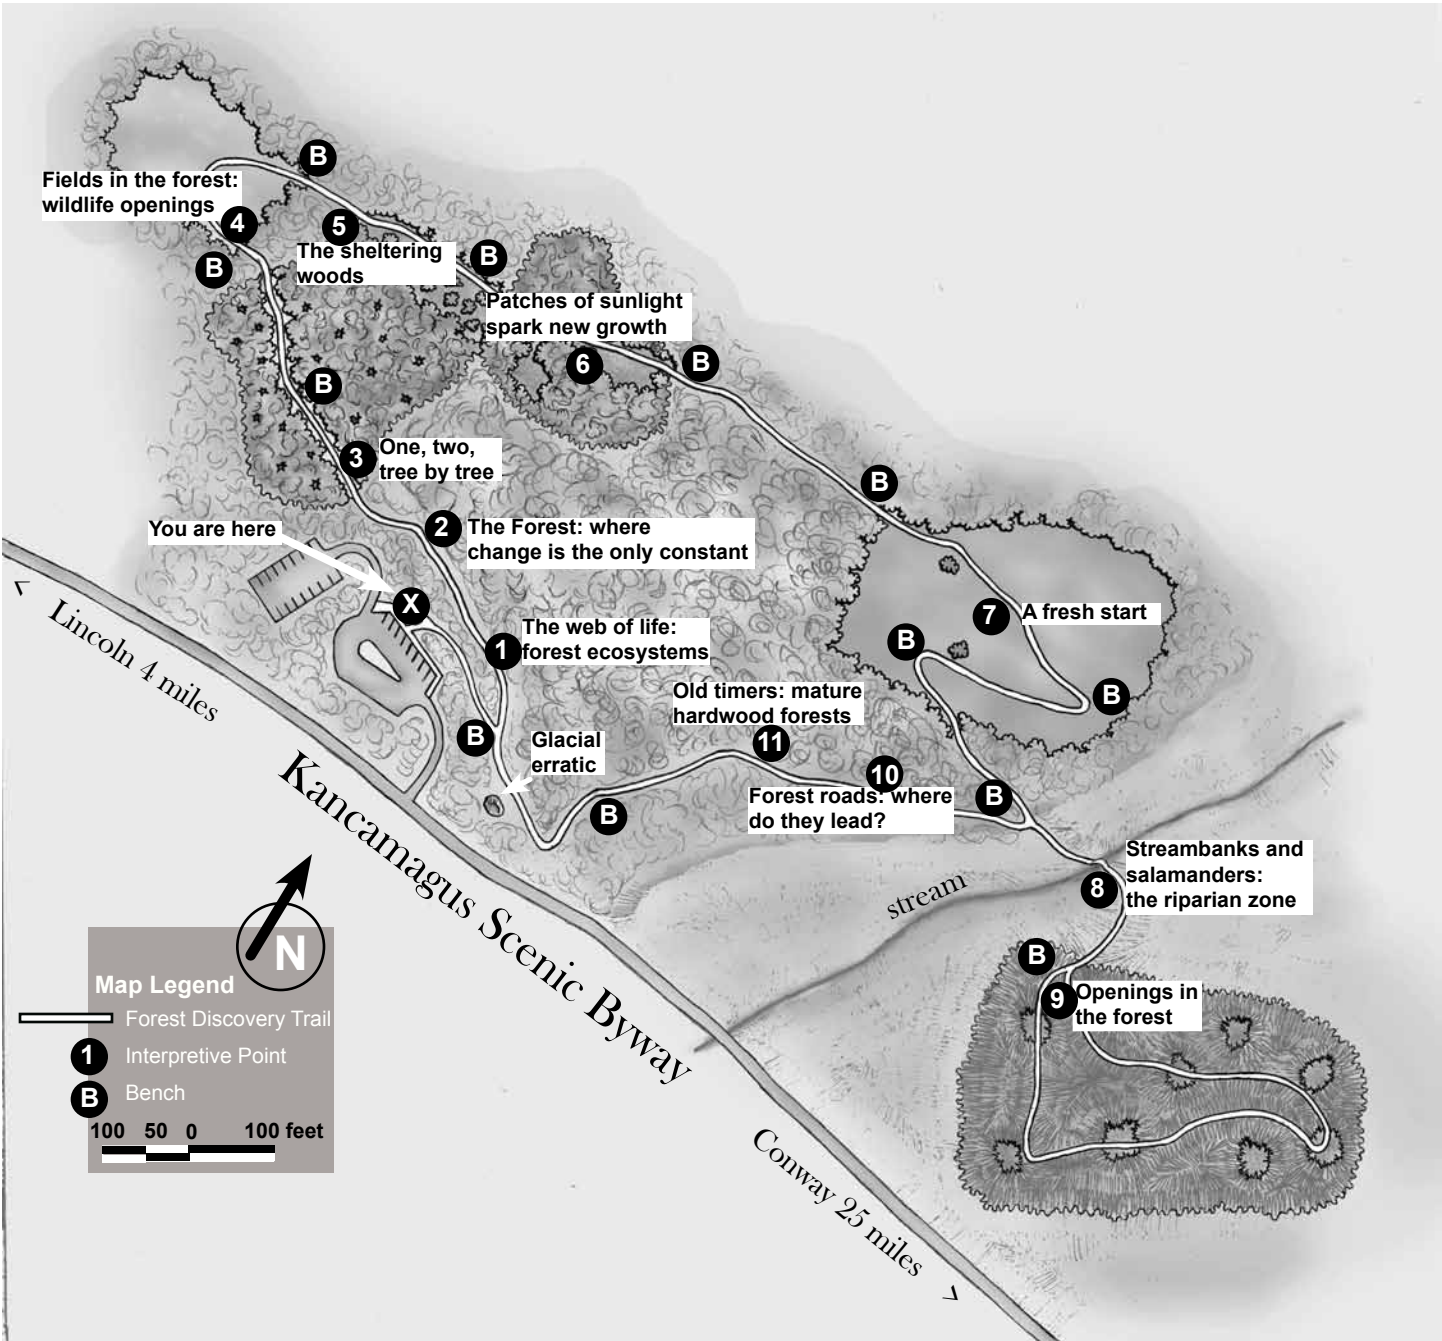 B
Fields in the forest:
wildlife openings
4
5
B
The sheltering
woods
B
Patches of sunlight
spark new growth
6
B
B
3
One, two,
tree by tree
B
You are here
2
The Forest: where
change is the only constant
X
7
A fresh start
1
The web of life:
forest ecosystems
B
B
< Lincoln 4 miles
Old timers: mature
hardwood forests
11
B
Glacial
erratic
10
Forest roads: where
do they lead?
B
B
Kancamagus Scenic Byway
Streambanks and
salamanders:
the riparian zone
8
stream
B
9
Openings in
the forest
N
Map Legend
Forest Discovery Trail
1
Interpretive Point
B
Bench
100 50 0 100 feet
Conway 25 miles >